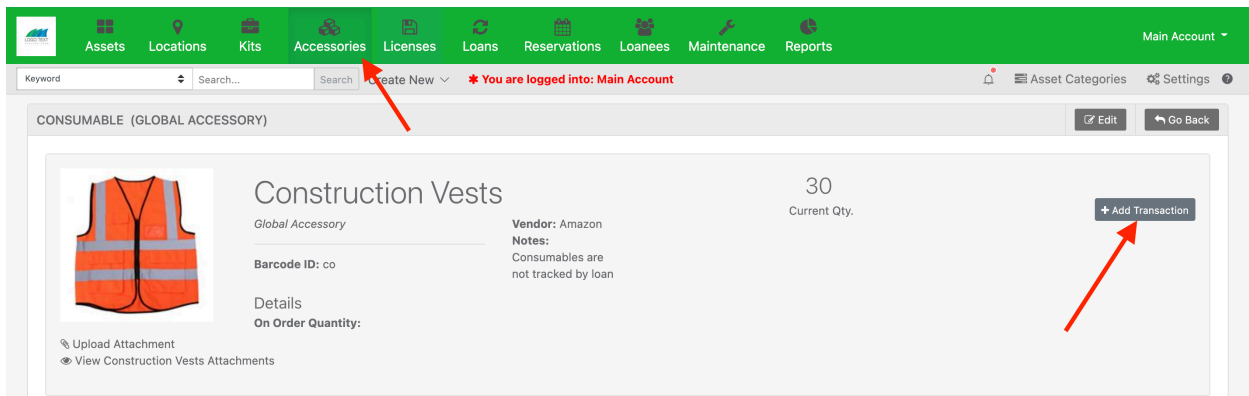 LOGO TEXT
Assets Locations Kits Accessories Licenses Loans Reservations Loanees Maintenance Reports Main Account
Keyword Search... Search Create New * You are logged into: Main Account Asset Categories Settings ?
CONSUMABLE (GLOBAL ACCESSORY) Edit Go Back
Construction Vests
30
Current Qty.
+ Add Transaction
Global Accessory
Vendor: Amazon
Notes:
Consumables are
not tracked by loan
Barcode ID: co
Details
On Order Quantity:
Upload Attachment
View Construction Vests Attachments